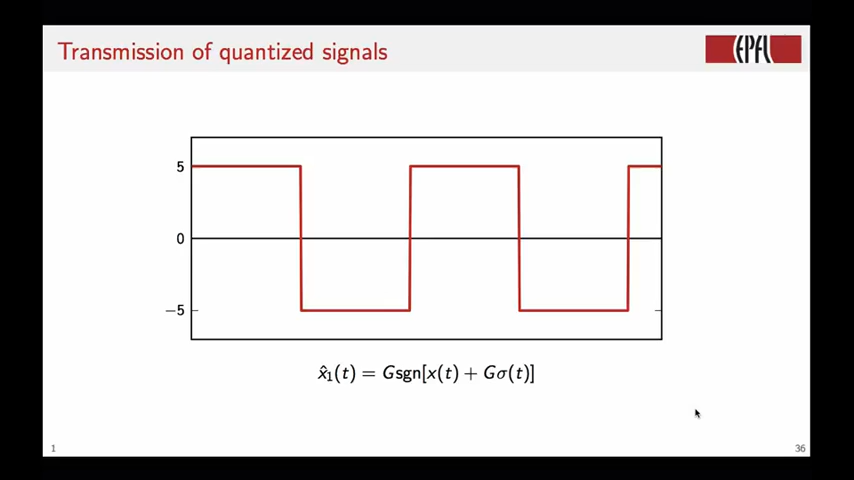 Transmission of quantized signals
EPFL
5
0
−5
x̂₁(t) = Gsgn[x(t) + Gσ(t)]
1
36